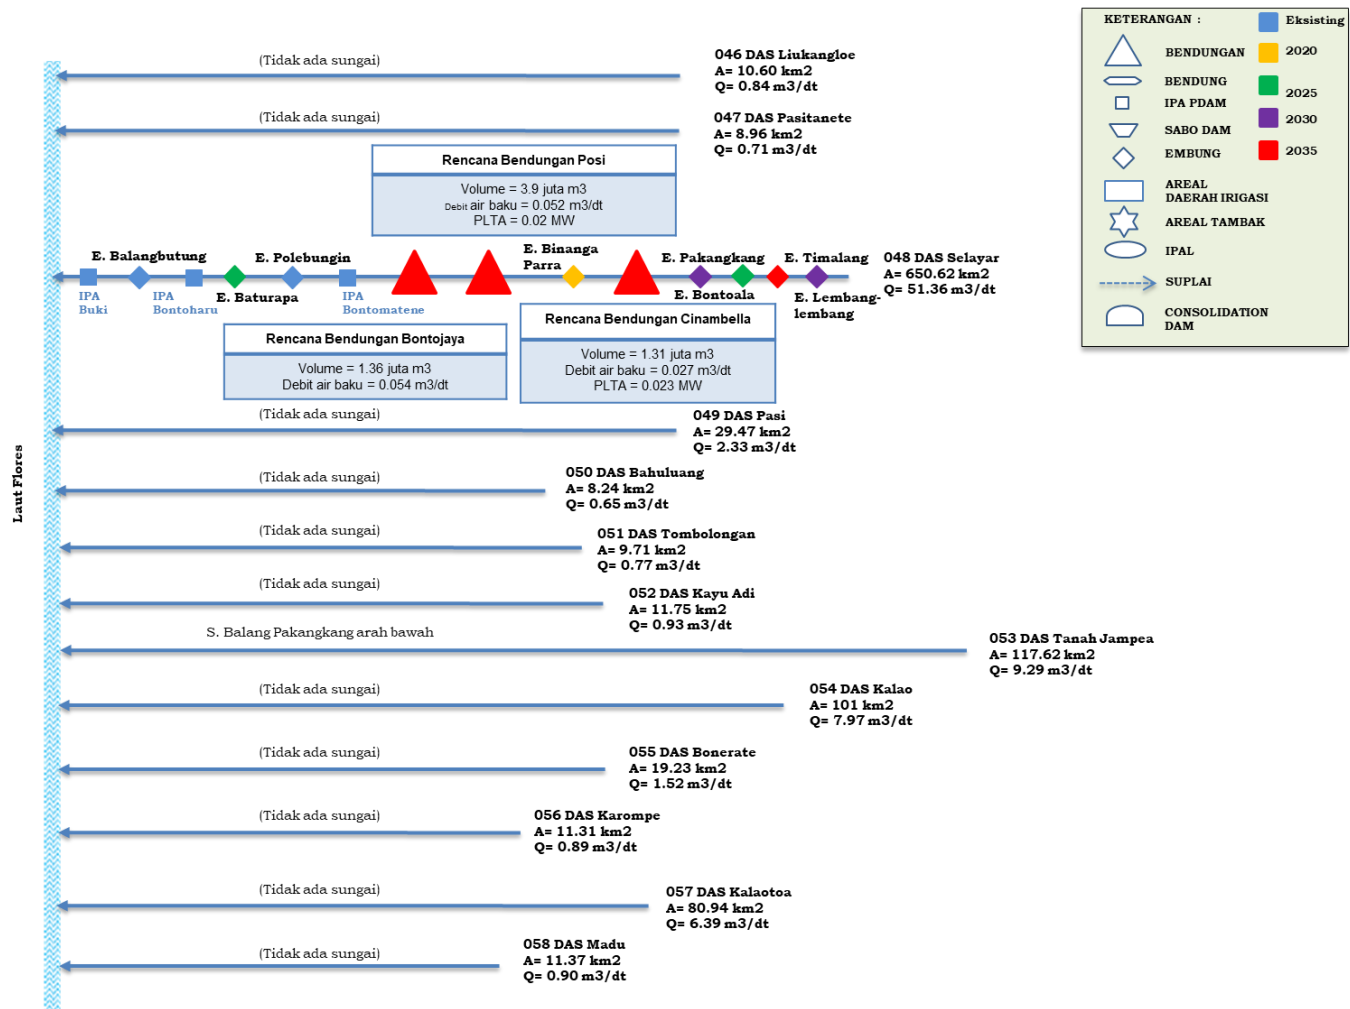 (Tidak ada sungai)
046 DAS Liukangloe
A= 10.60 km2
Q= 0.84 m3/dt
(Tidak ada sungai)
047 DAS Pasitanete
A= 8.96 km2
Q= 0.71 m3/dt
Rencana Bendungan Posi
Volume = 3.9 juta m3
Debit air baku = 0.052 m3/dt
PLTA = 0.02 MW
E. Balangbutung
E. Polebungin
E. Binanga
Parra
E. Pakangkang
E. Timalang
048 DAS Selayar
A= 650.62 km2
Q= 51.36 m3/dt
IPA
Buki
IPA
Bontoharu
E. Baturapa
IPA
Bontomatene
E. Bontoala
E. Lembang-
lembang
Rencana Bendungan Bontojaya
Volume = 1.36 juta m3
Debit air baku = 0.054 m3/dt
Rencana Bendungan Cinambella
Volume = 1.31 juta m3
Debit air baku = 0.027 m3/dt
PLTA = 0.023 MW
(Tidak ada sungai)
049 DAS Pasi
A= 29.47 km2
Q= 2.33 m3/dt
Laut Flores
(Tidak ada sungai)
050 DAS Bahuluang
A= 8.24 km2
Q= 0.65 m3/dt
(Tidak ada sungai)
051 DAS Tombolongan
A= 9.71 km2
Q= 0.77 m3/dt
(Tidak ada sungai)
052 DAS Kayu Adi
A= 11.75 km2
Q= 0.93 m3/dt
S. Balang Pakangkang arah bawah
053 DAS Tanah Jampea
A= 117.62 km2
Q= 9.29 m3/dt
(Tidak ada sungai)
054 DAS Kalao
A= 101 km2
Q= 7.97 m3/dt
(Tidak ada sungai)
055 DAS Bonerate
A= 19.23 km2
Q= 1.52 m3/dt
(Tidak ada sungai)
056 DAS Karompe
A= 11.31 km2
Q= 0.89 m3/dt
(Tidak ada sungai)
057 DAS Kalaotoa
A= 80.94 km2
Q= 6.39 m3/dt
(Tidak ada sungai)
058 DAS Madu
A= 11.37 km2
Q= 0.90 m3/dt
KETERANGAN :
BENDUNGAN
BENDUNG
IPA PDAM
SABO DAM
EMBUNG
AREAL
DAERAH IRIGASI
AREAL TAMBAK
IPAL
SUPLAI
CONSOLIDATION
DAM
Eksisting
2020
2025
2030
2035